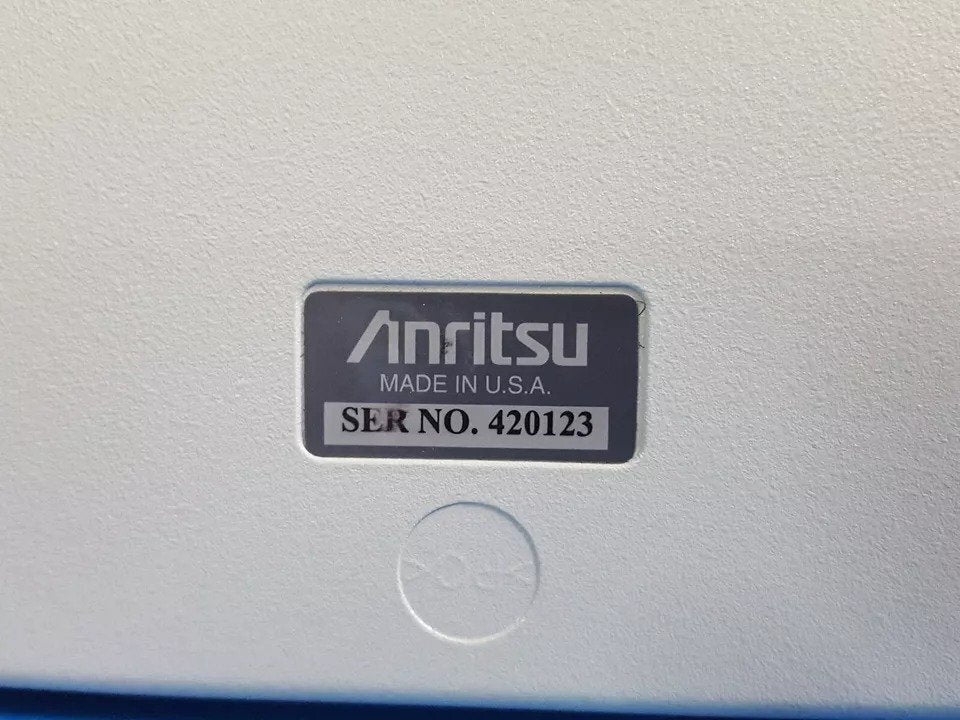 Anritsu
MADE IN U.S.A.
SER NO. 420123